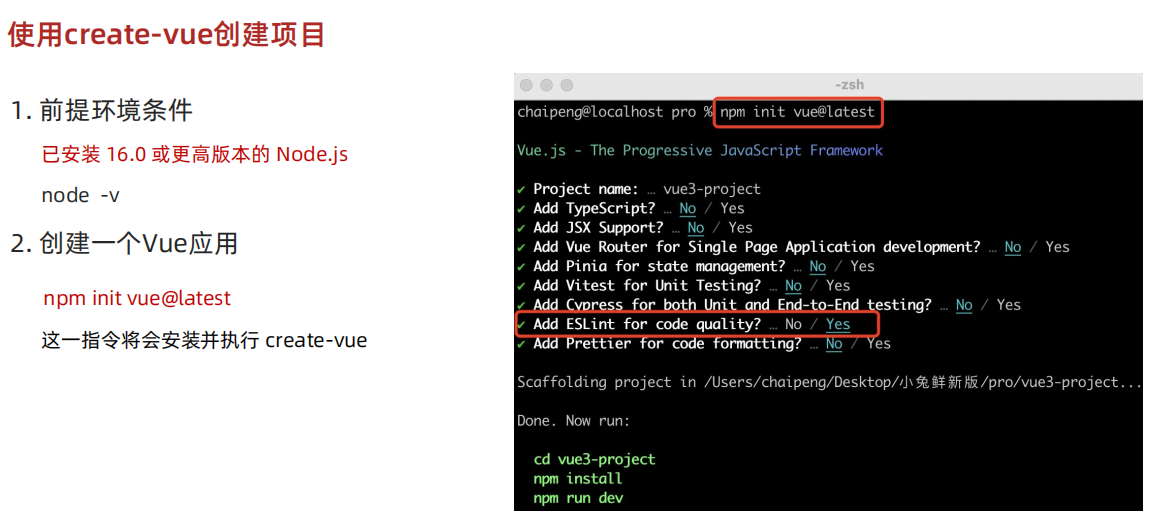 使用create-vue创建项目
1. 前提环境条件
已安装 16.0 或更高版本的 Node.js
node -v
2. 创建一个Vue应用
npm init vue@latest
这一指令将会安装并执行 create-vue
-zsh
chaipeng@localhost pro % npm init vue@latest
Vue.js - The Progressive JavaScript Framework
✔ Project name: … vue3-project
✔ Add TypeScript? … No / Yes
✔ Add JSX Support? … No / Yes
✔ Add Vue Router for Single Page Application development? … No / Yes
✔ Add Pinia for state management? … No / Yes
✔ Add Vitest for Unit Testing? … No / Yes
✔ Add Cypress for both Unit and End-to-End testing? … No / Yes
✔ Add ESLint for code quality? … No / Yes
✔ Add Prettier for code formatting? … No / Yes
Scaffolding project in /Users/chaipeng/Desktop/小兔鲜新版/pro/vue3-project...
Done. Now run:
cd vue3-project
npm install
npm run dev